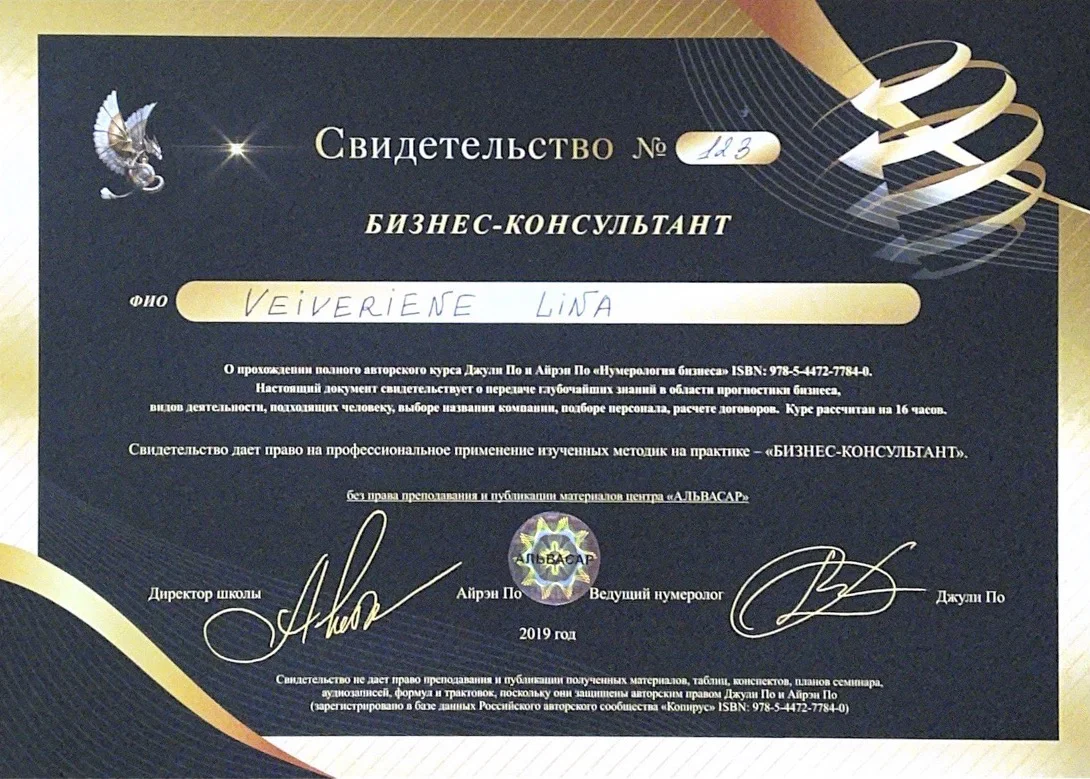 Свидетельство № 123
БИЗНЕС-КОНСУЛЬТАНТ
ФИО VEIVERIENE LINA
О прохождении полного авторского курса Джули По и Айрэн По «Нумерология бизнеса» ISBN: 978-5-4472-7784-0.
Настоящий документ свидетельствует о передаче глубочайших знаний в области прогностики бизнеса,
видов деятельности, подходящих человеку, выборе названия компании, подборе персонала, расчете договоров. Курс рассчитан на 16 часов.
Свидетельство дает право на профессиональное применение изученных методик на практике – «БИЗНЕС-КОНСУЛЬТАНТ».
без права преподавания и публикации материалов центра «АЛЬВАСАР»
АЛЬВАСАР
Директор школы Айрэн По Ведущий нумеролог Джули По
2019 год
Свидетельство не дает право преподавания и публикации полученных материалов, таблиц, конспектов, планов семинара,
аудиозаписей, формул и трактовок, поскольку они защищены авторским правом Джули По и Айрэн По
(зарегистрировано в базе данных Российского авторского сообщества «Копирус» ISBN: 978-5-4472-7784-0)